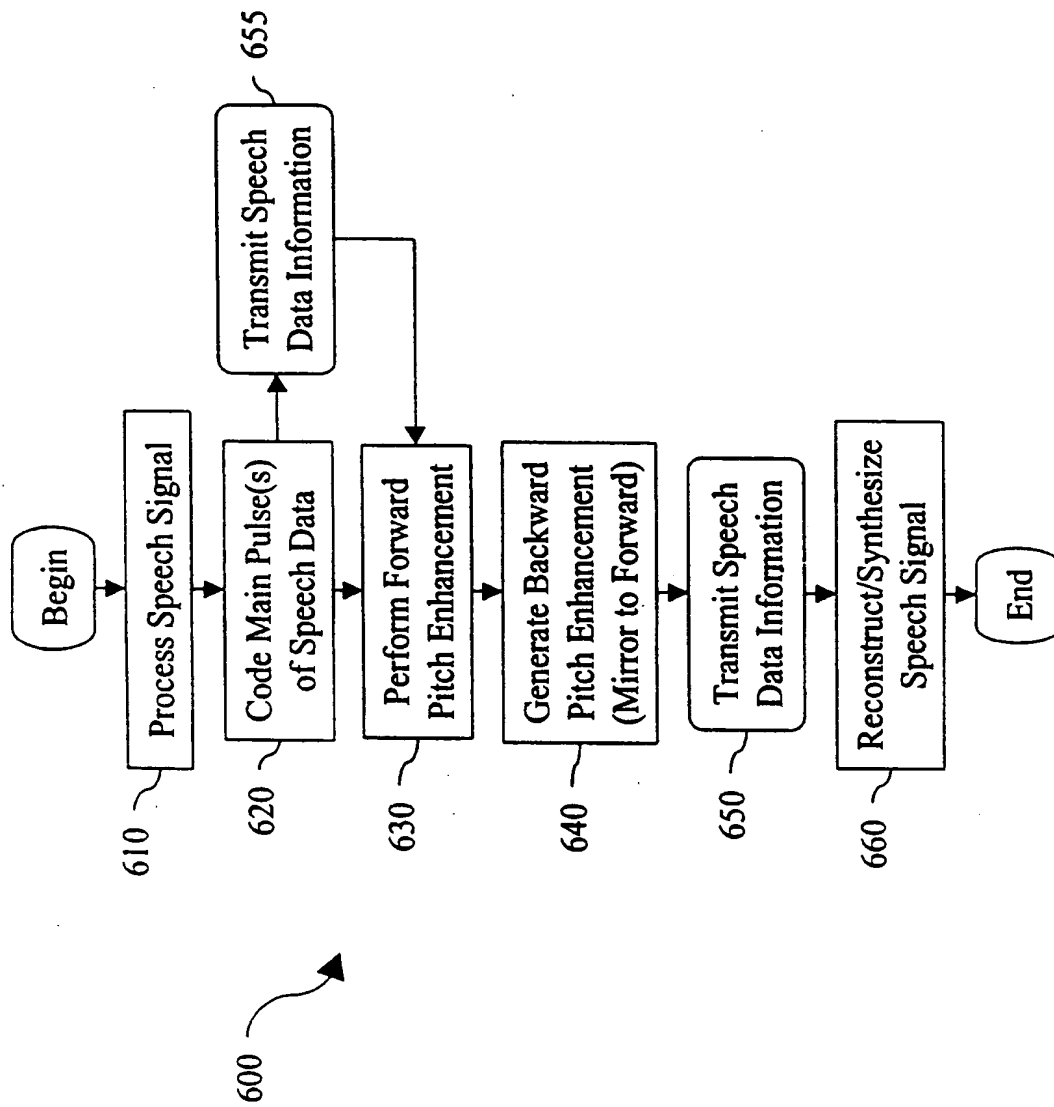 600
Begin
610
Process Speech Signal
620
Code Main Pulse(s)
of Speech Data
655
Transmit Speech
Data Information
630
Perform Forward
Pitch Enhancement
640
Generate Backward
Pitch Enhancement
(Mirror to Forward)
650
Transmit Speech
Data Information
660
Reconstruct/Synthesize
Speech Signal
End